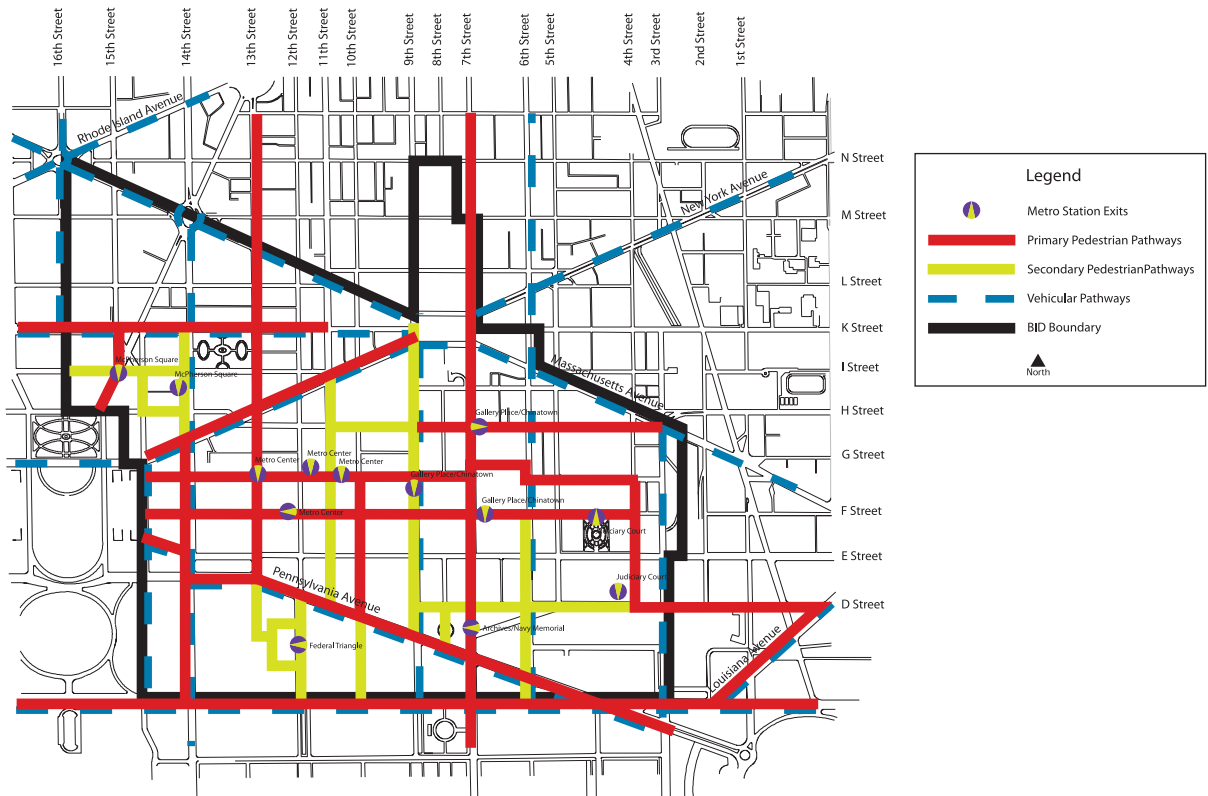 16th Street
15th Street
14th Street
13th Street
12th Street
11th Street
10th Street
9th Street
8th Street
7th Street
6th Street
5th Street
4th Street
3rd Street
2nd Street
1st Street
Rhode Island Avenue
New York Avenue
Massachusetts Avenue
Pennsylvania Avenue
Louisiana Avenue
N Street
M Street
L Street
K Street
I Street
H Street
G Street
F Street
E Street
D Street
McPherson Square
McPherson Square
Gallery Place/Chinatown
Metro Center
Metro Center
Metro Center
Gallery Place/Chinatown
Metro Center
Gallery Place/Chinatown
iciary Court
Judiciary Court
Archives/Navy Memorial
Federal Triangle
Legend
Metro Station Exits
Primary Pedestrian Pathways
Secondary PedestrianPathways
Vehicular Pathways
BID Boundary
North